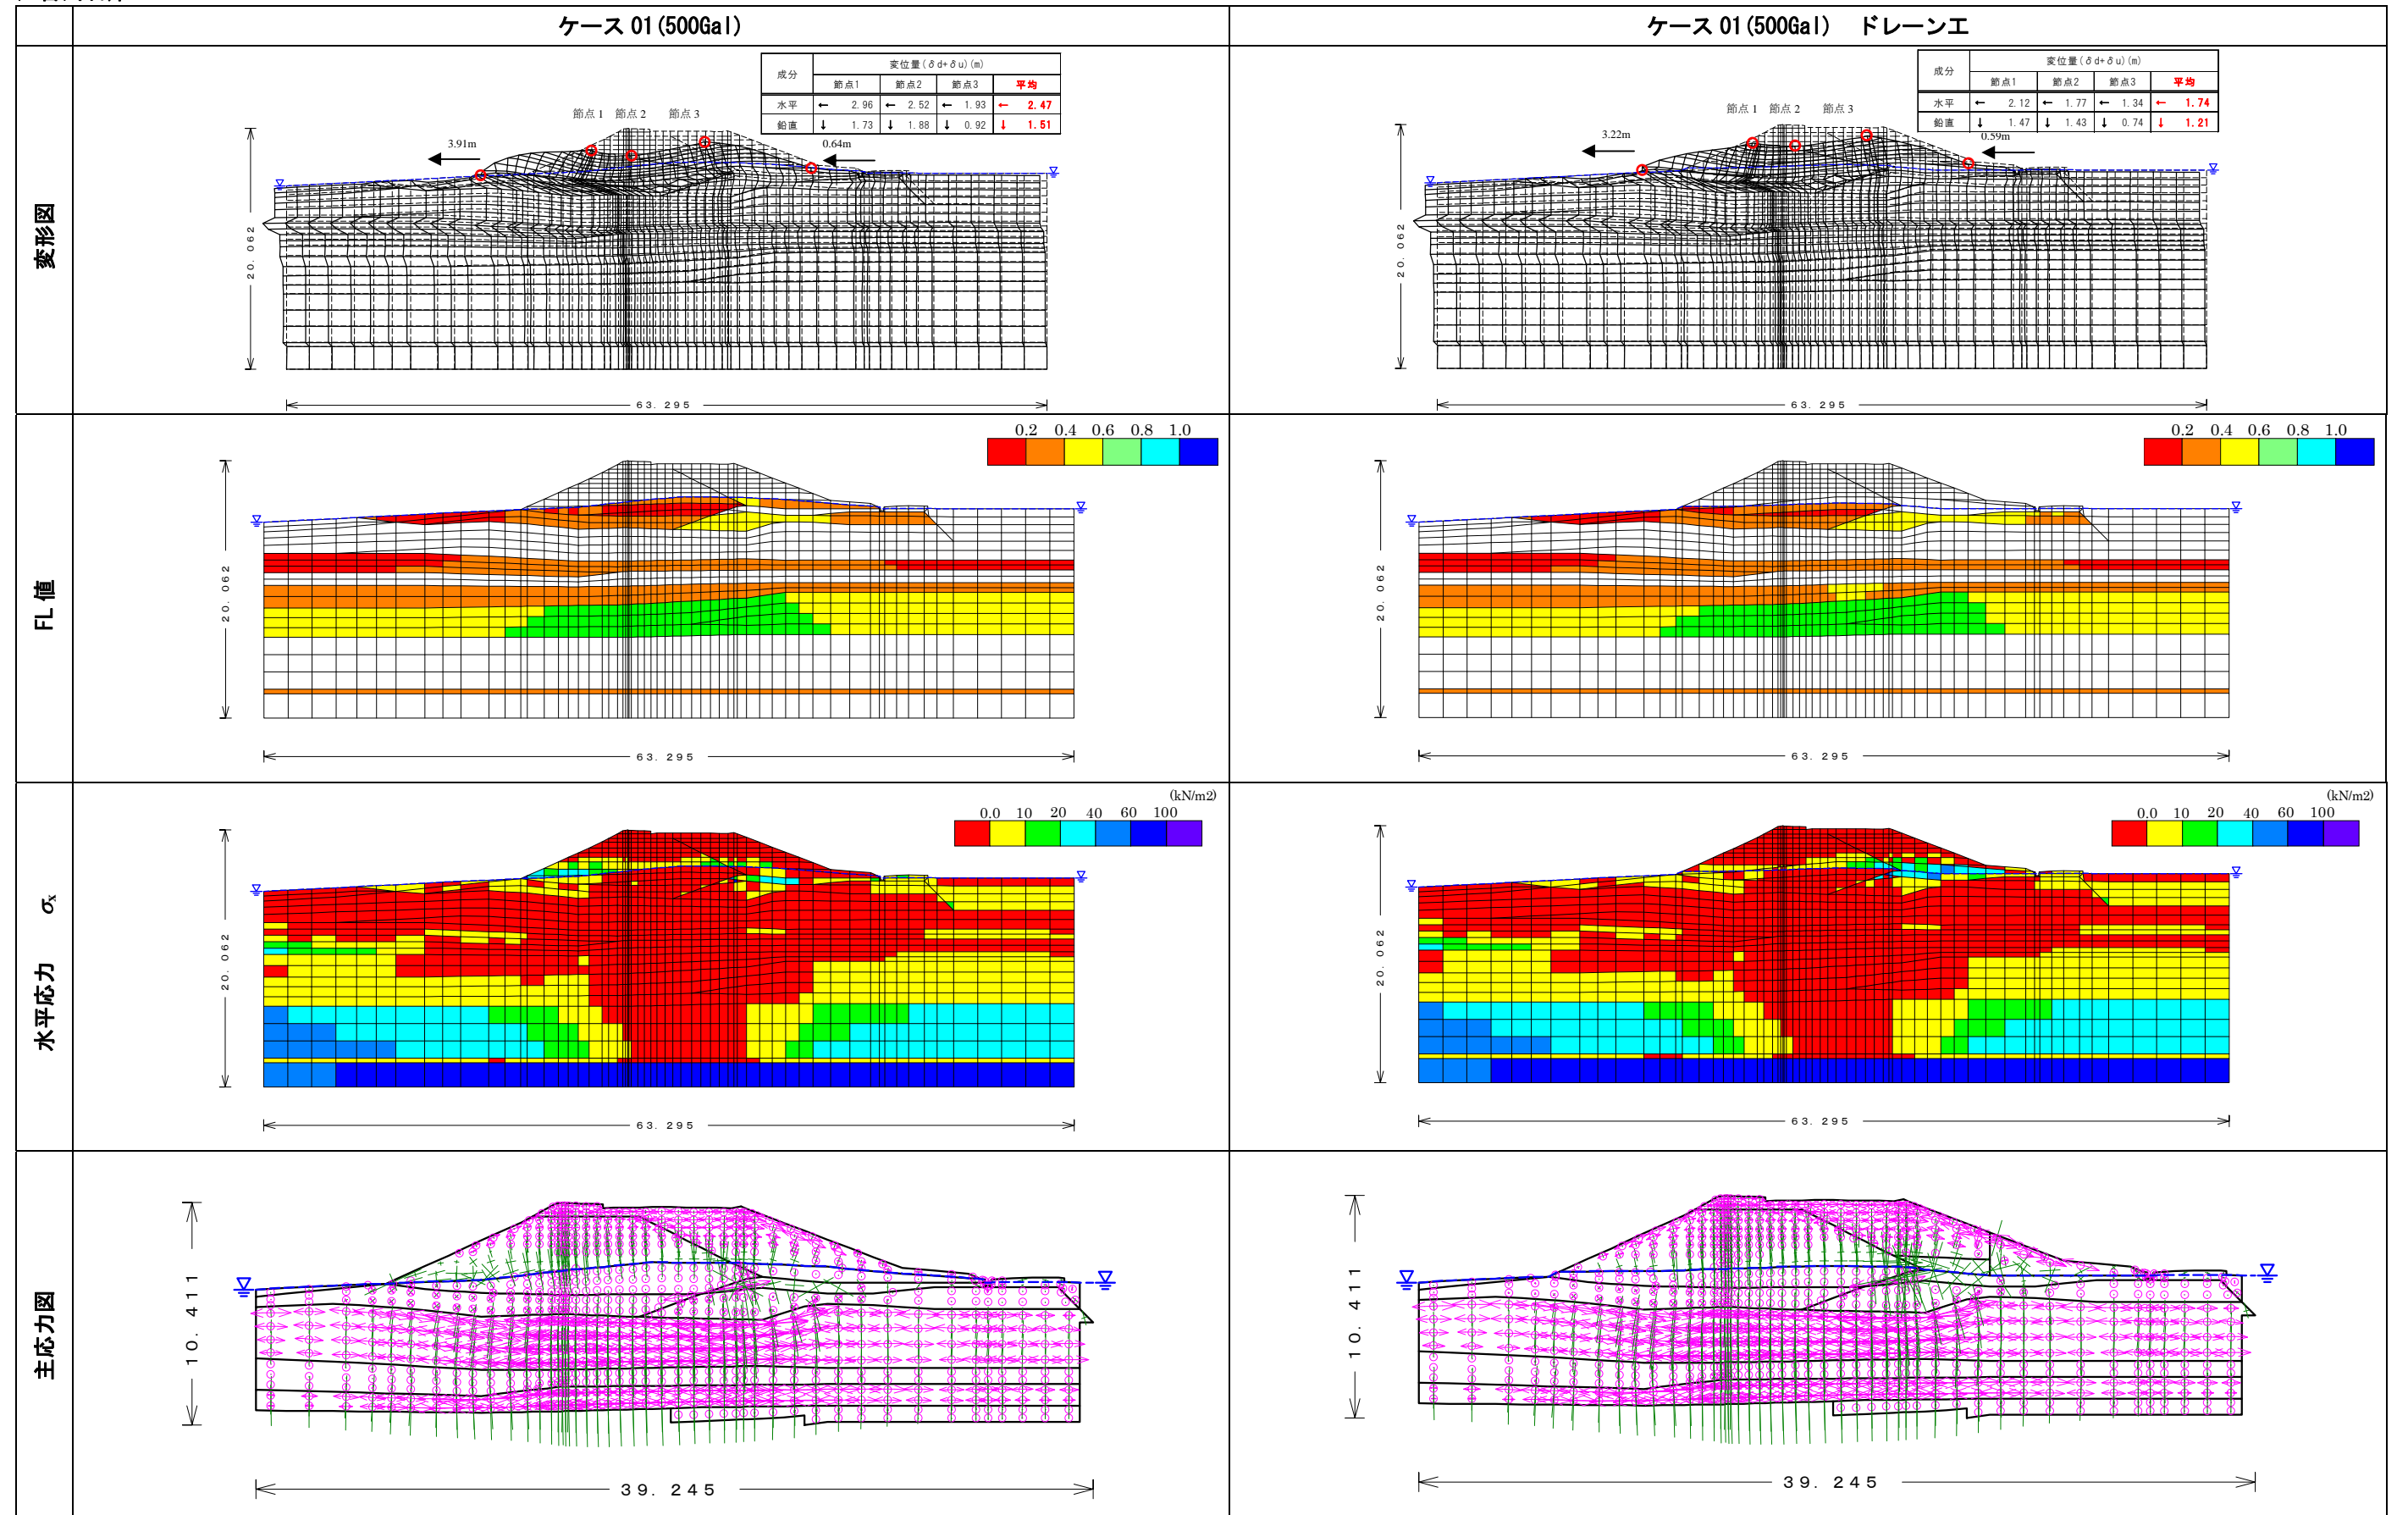 ケース 01(500Gal)
ケース 01(500Gal) ドレーン工
変形図
成分 変位量(δd+δu)(m)
節点1 節点2 節点3 平均
水平 ← 2.96 ← 2.52 ← 1.93 ← 2.47
鉛直 ↓ 1.73 ↓ 1.88 ↓ 0.92 ↓ 1.51
節点 1 節点 2 節点 3
3.91m
0.64m
20.062
63.295
成分 変位量(δd+δu)(m)
節点1 節点2 節点3 平均
水平 ← 2.12 ← 1.77 ← 1.34 ← 1.74
鉛直 ↓ 1.47 ↓ 1.43 ↓ 0.74 ↓ 1.21
節点 1 節点 2 節点 3
3.22m
0.59m
20.062
63.295
FL 値
0.2 0.4 0.6 0.8 1.0
20.062
63.295
0.2 0.4 0.6 0.8 1.0
20.062
63.295
水平応力 σx
(kN/m2)
0.0 10 20 40 60 100
20.062
63.295
(kN/m2)
0.0 10 20 40 60 100
20.062
63.295
主応力図
10.411
39.245
10.411
39.245